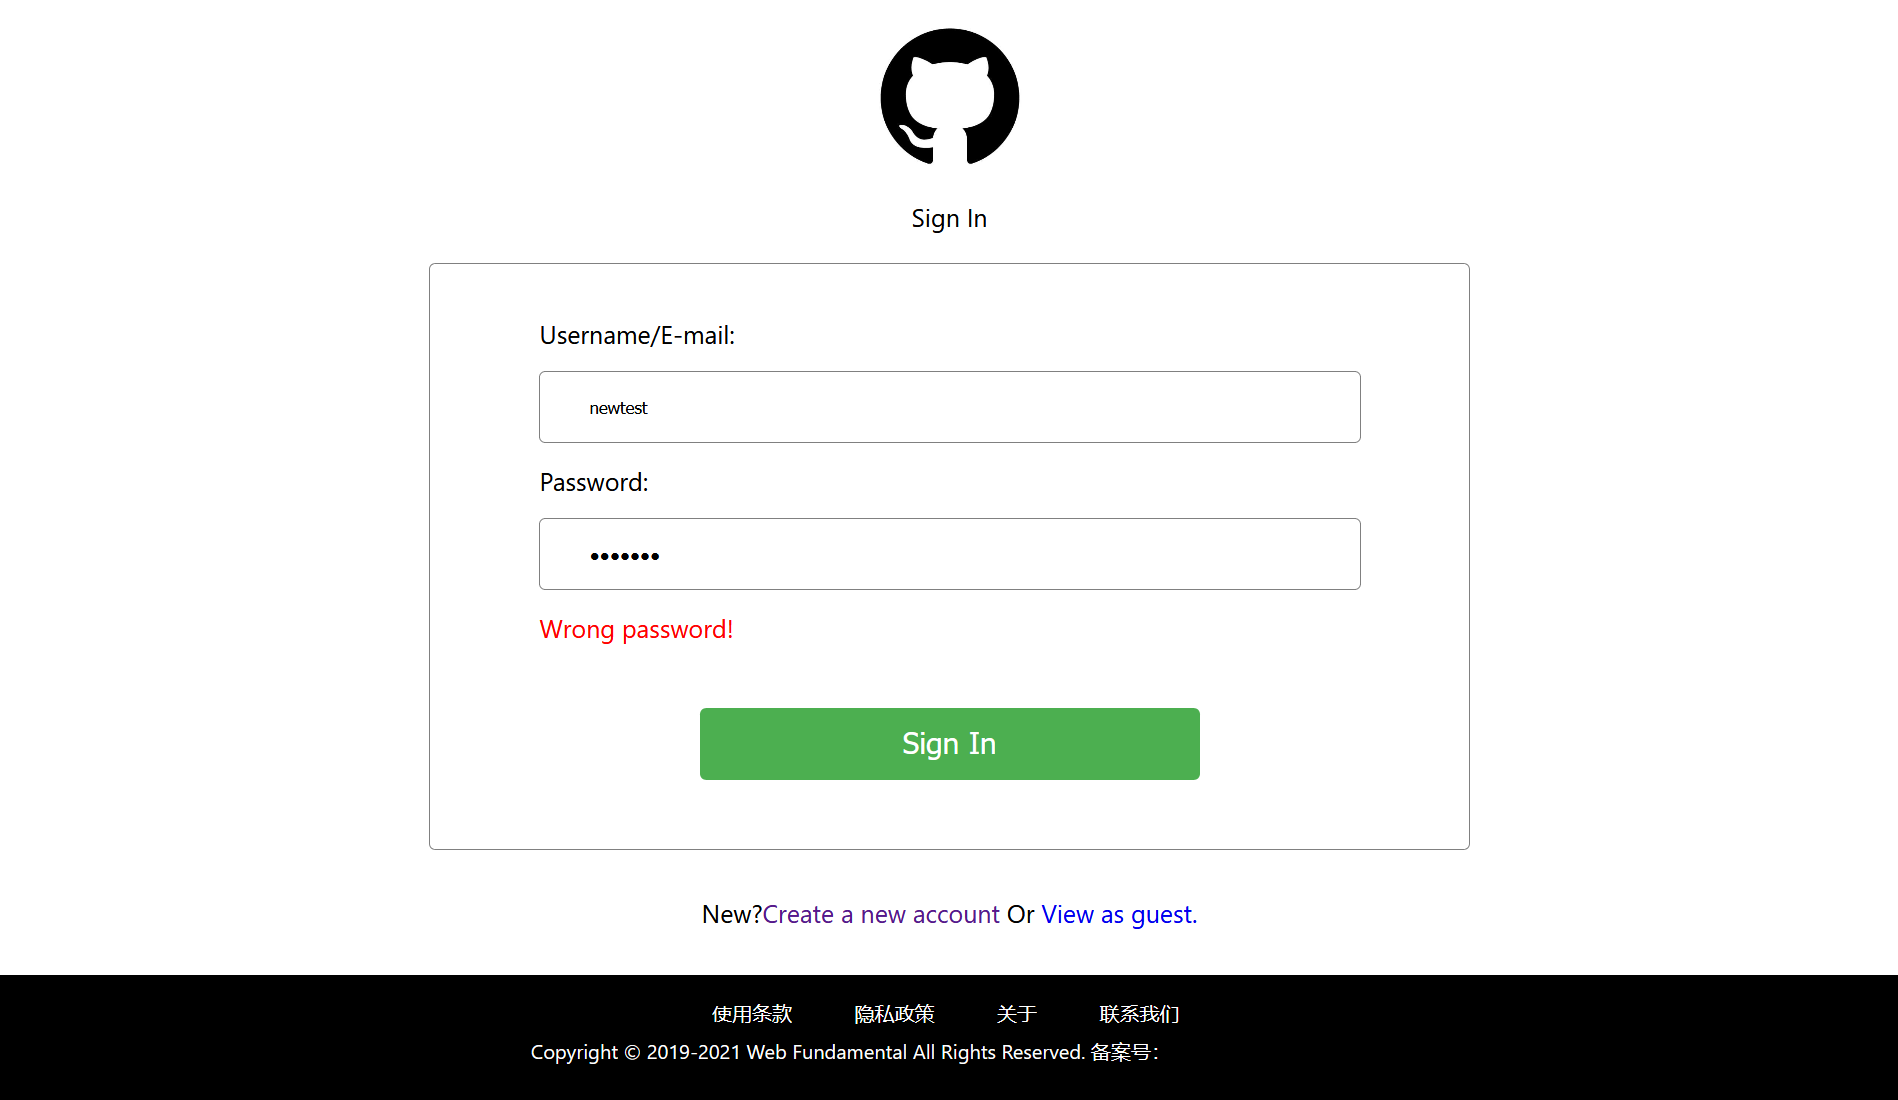 Sign In
Username/E-mail:
newtest
Password:
•••••••
Wrong password!
Sign In
New?Create a new account Or View as guest.
使用条款 隐私政策 关于 联系我们
Copyright © 2019-2021 Web Fundamental All Rights Reserved. 备案号: